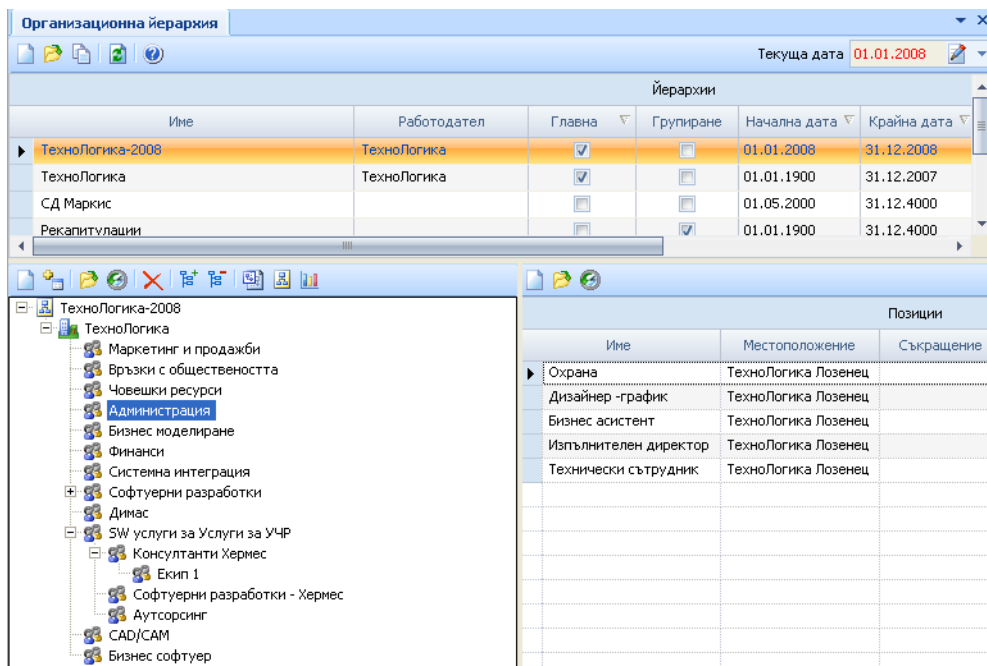 Организационна йерархия
Текуща дата 01.01.2008
Йерархии
Име Работодател Главна Групиране Начална дата Крайна дата
ТехноЛогика-2008 ТехноЛогика 01.01.2008 31.12.2008
ТехноЛогика ТехноЛогика 01.01.1900 31.12.2007
СД Маркис 01.05.2000 31.12.4000
Рекапитулации 01.01.1900 31.12.4000
ТехноЛогика-2008
ТехноЛогика
Маркетинг и продажби
Връзки с обществеността
Човешки ресурси
Администрация
Бизнес моделиране
Финанси
Системна интеграция
Софтуерни разработки
Димас
SW услуги за Услуги за УЧР
Консултанти Хермес
Екип 1
Софтуерни разработки - Хермес
Аутсорсинг
CAD/CAM
Бизнес софтуер
Позиции
Име Местоположение Съкращение
Охрана ТехноЛогика Лозенец
Дизайнер -график ТехноЛогика Лозенец
Бизнес асистент ТехноЛогика Лозенец
Изпълнителен директор ТехноЛогика Лозенец
Технически сътрудник ТехноЛогика Лозенец